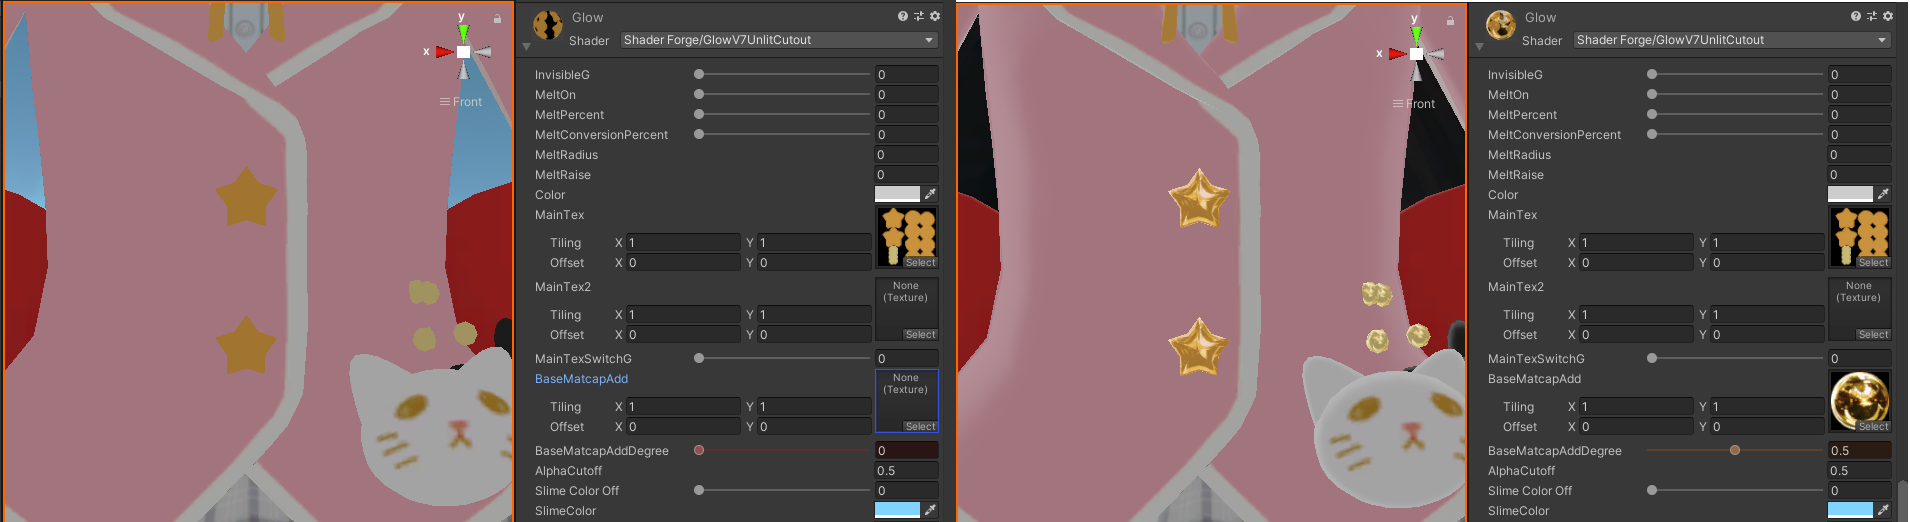 y
x
Front
Glow
Shader Shader Forge/GlowV7UnlitCutout
InvisibleG 0
MeltOn 0
MeltPercent 0
MeltConversionPercent 0
MeltRadius 0
MeltRaise 0
Color
MainTex
Tiling X 1 Y 1
Offset X 0 Y 0
Select
MainTex2
None
(Texture)
Tiling X 1 Y 1
Offset X 0 Y 0
Select
MainTexSwitchG 0
BaseMatcapAdd
None
(Texture)
Tiling X 1 Y 1
Offset X 0 Y 0
Select
BaseMatcapAddDegree 0
AlphaCutoff 0.5
Slime Color Off 0
SlimeColor
y
x
Front
Glow
Shader Shader Forge/GlowV7UnlitCutout
InvisibleG 0
MeltOn 0
MeltPercent 0
MeltConversionPercent 0
MeltRadius 0
MeltRaise 0
Color
MainTex
Tiling X 1 Y 1
Offset X 0 Y 0
Select
MainTex2
None
(Texture)
Tiling X 1 Y 1
Offset X 0 Y 0
Select
MainTexSwitchG 0
BaseMatcapAdd
Tiling X 1 Y 1
Offset X 0 Y 0
Select
BaseMatcapAddDegree 0.5
AlphaCutoff 0.5
Slime Color Off 0
SlimeColor